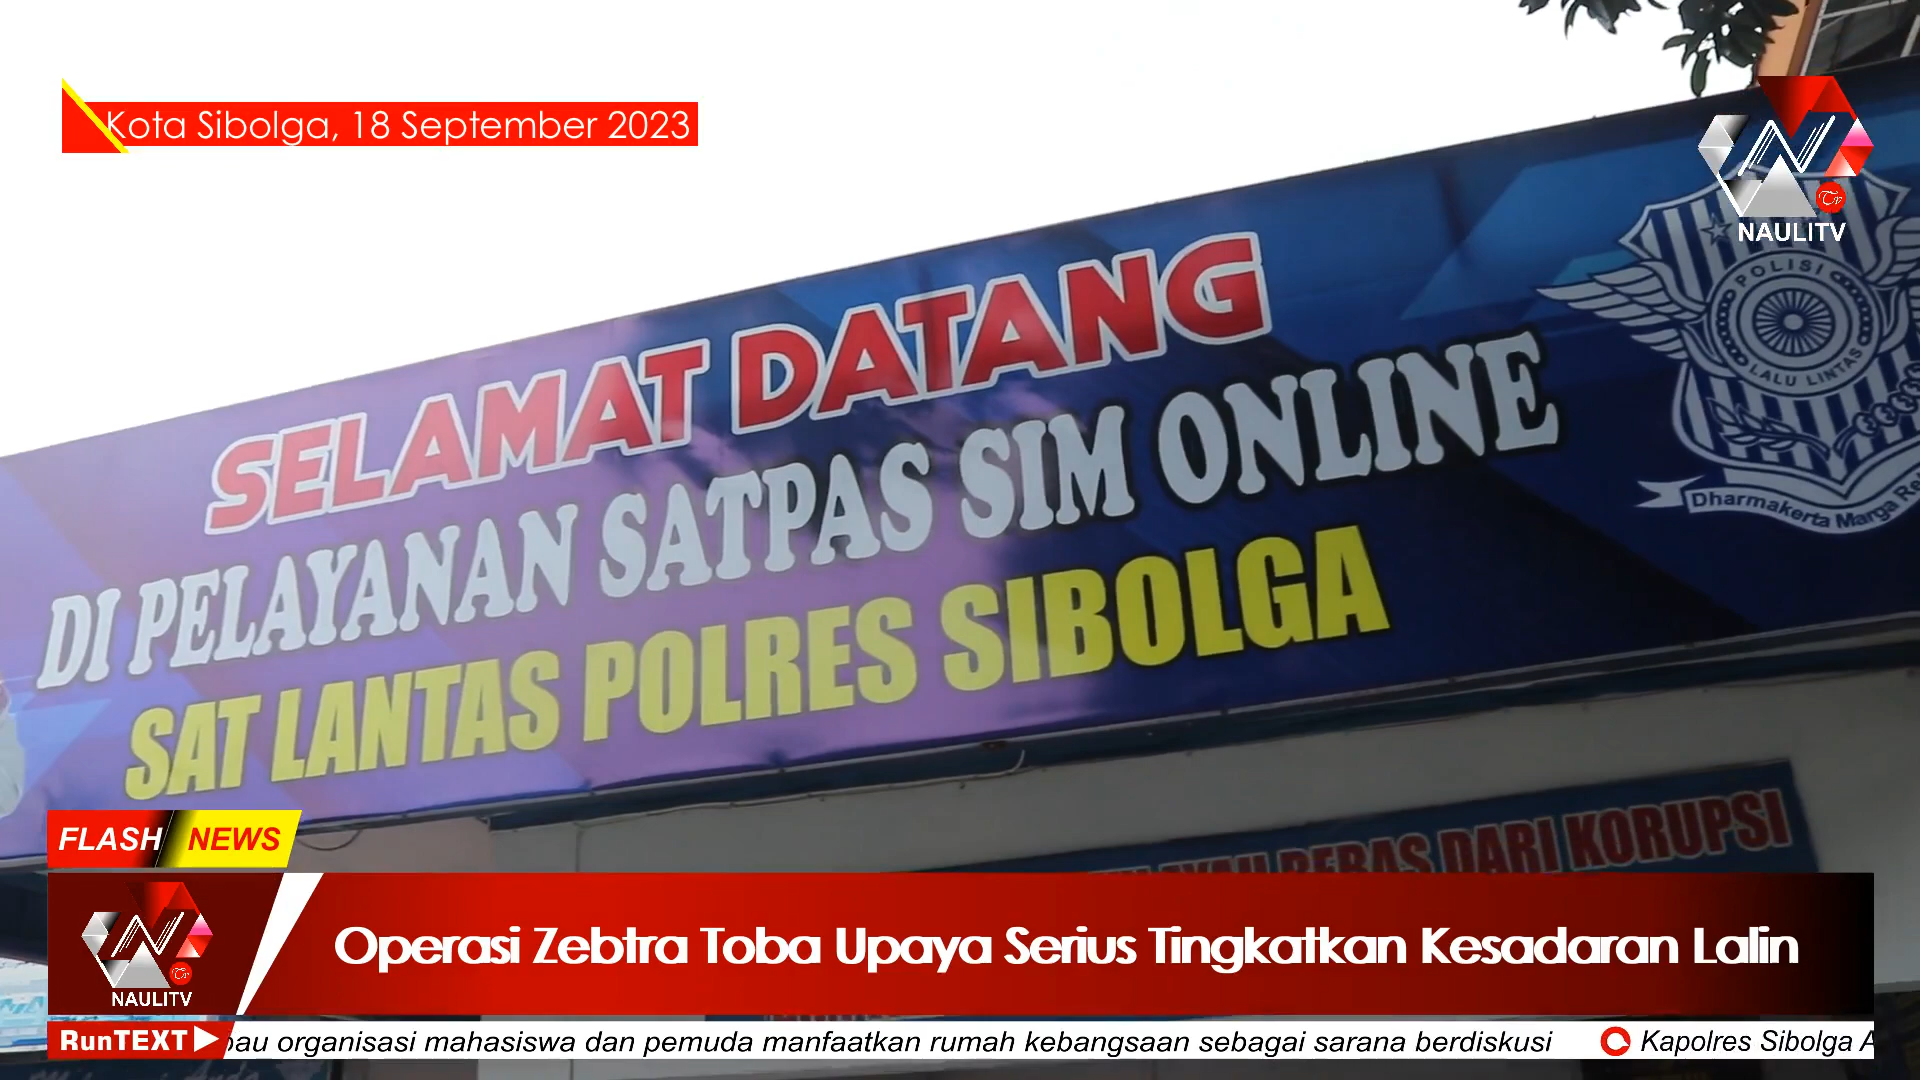 Kota Sibolga, 18 September 2023
NAULITV
SELAMAT DATANG
DI PELAYANAN SATPAS SIM ONLINE
SAT LANTAS POLRES SIBOLGA
POLISI
LALU LINTAS
Dharmakerta Marga
BEBAS DARI KORUPSI
FLASH NEWS
Operasi Zebtra Toba Upaya Serius Tingkatkan Kesadaran Lalin
Tv
NAULITV
RunTEXT
organisasi mahasiswa dan pemuda manfaatkan rumah kebangsaan sebagai sarana berdiskusi
Kapolres Sibolga A